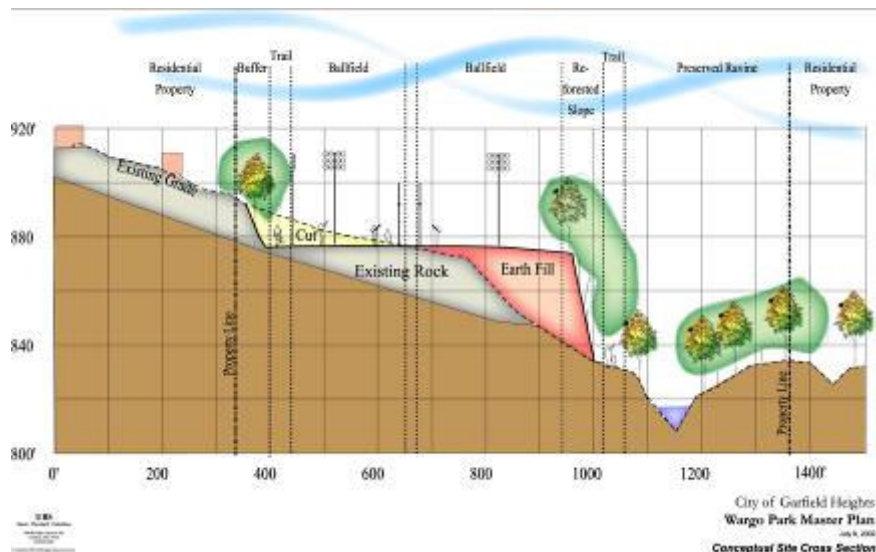 Trail
Trail
Residential Property
Buffer
Ballfield
Ballfield
Re-forested Slope
Preserved Ravine
Residential Property
920'
Existing Grade
880'
Cut
Existing Rock
Earth Fill
840'
Property Line
Property Line
800'
0'
200
400
600
800
1000
1200
1400'
City of Garfield Heights
Wargo Park Master Plan
Conceptual Site Cross Section